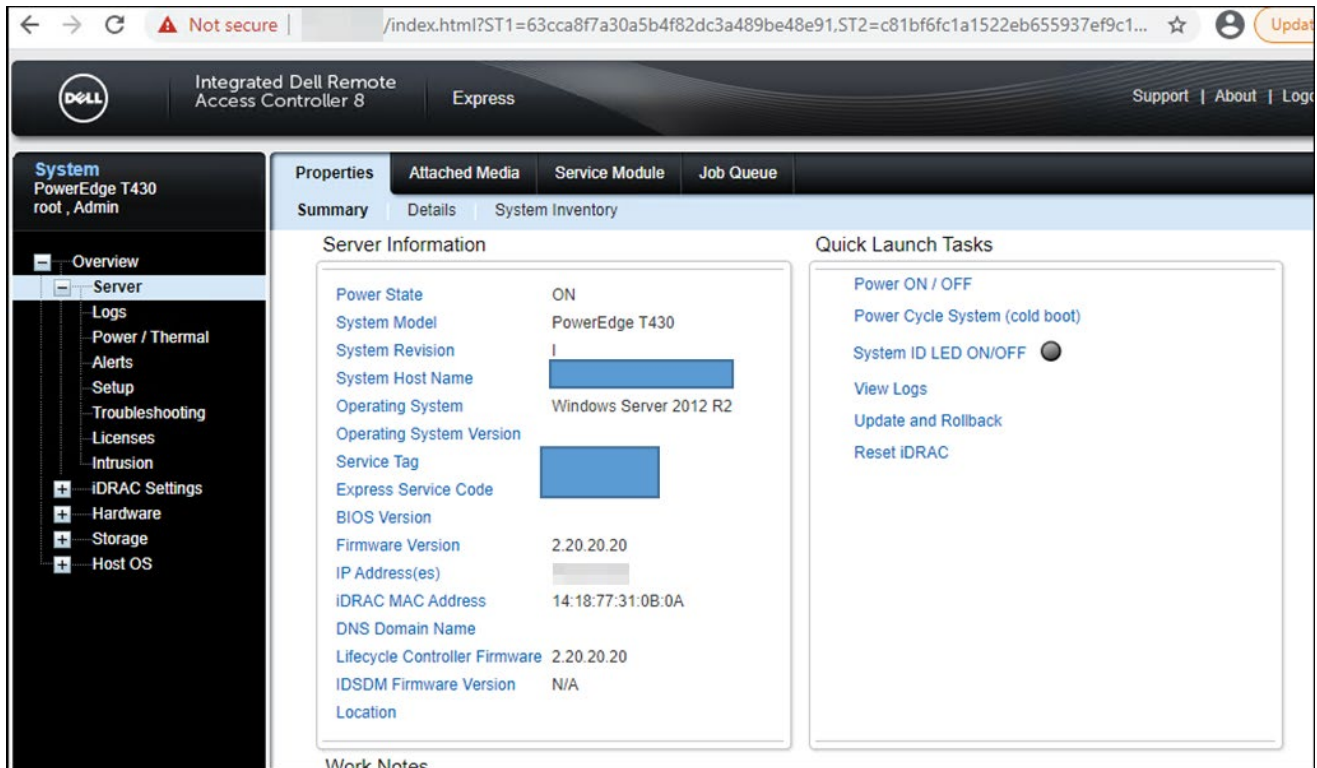 Not secure | /index.html?ST1=63cca8f7a30a5b4f82dc3a489be48e91,ST2=c81bf6fc1a1522eb655937ef9c1... Updat
DELL
Integrated Dell Remote
Access Controller 8
Express
Support | About | Logo
System
PowerEdge T430
root , Admin
Overview
Server
Logs
Power / Thermal
Alerts
Setup
Troubleshooting
Licenses
Intrusion
iDRAC Settings
Hardware
Storage
Host OS
Properties Attached Media Service Module Job Queue
Summary Details System Inventory
Server Information
Power State ON
System Model PowerEdge T430
System Revision I
System Host Name
Operating System Windows Server 2012 R2
Operating System Version
Service Tag
Express Service Code
BIOS Version
Firmware Version 2.20.20.20
IP Address(es)
iDRAC MAC Address 14:18:77:31:0B:0A
DNS Domain Name
Lifecycle Controller Firmware 2.20.20.20
IDSDM Firmware Version N/A
Location
Quick Launch Tasks
Power ON / OFF
Power Cycle System (cold boot)
System ID LED ON/OFF
View Logs
Update and Rollback
Reset iDRAC
Work Notes